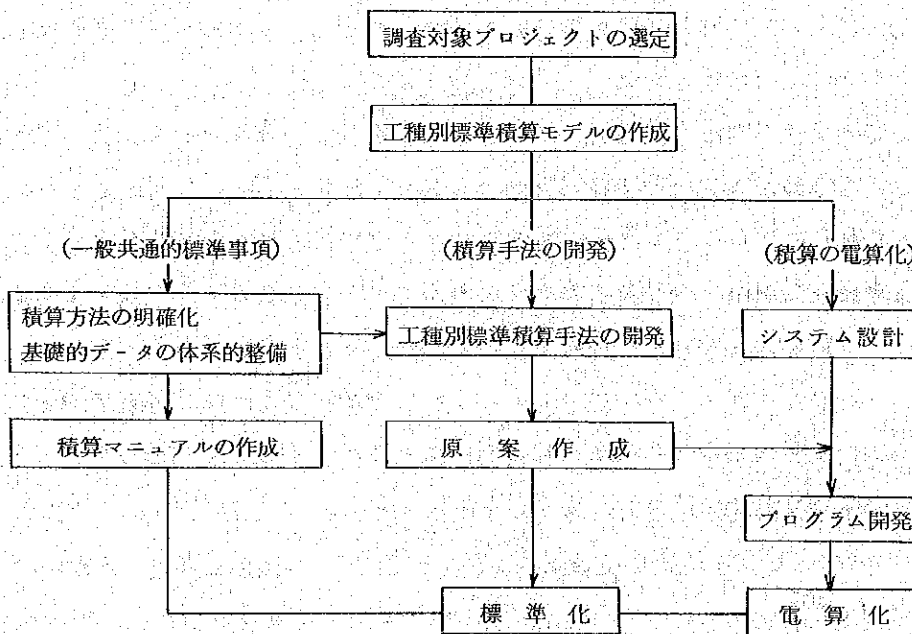 調査対象プロジェクトの選定
工種別標準積算モデルの作成
(一般共通的標準事項)
(積算手法の開発)
(積算の電算化)
積算方法の明確化
基礎的データの体系的整備
工種別標準積算手法の開発
システム設計
積算マニュアルの作成
原案作成
プログラム開発
標準化
電算化